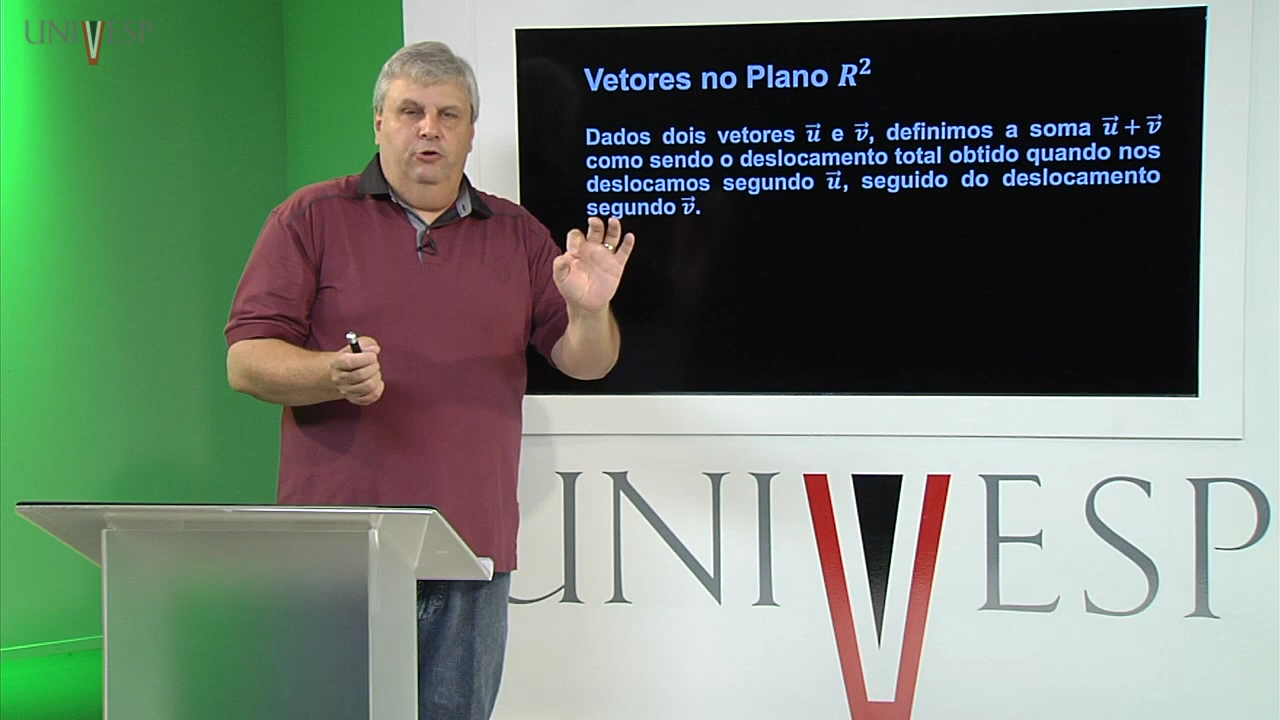 UNIVESP
Vetores no Plano R²
Dados dois vetores u⃗ e v⃗, definimos a soma u⃗ + v⃗
como sendo o deslocamento total obtido quando nos
deslocamos segundo u⃗, seguido do deslocamento
segundo v⃗.
UNIVESP